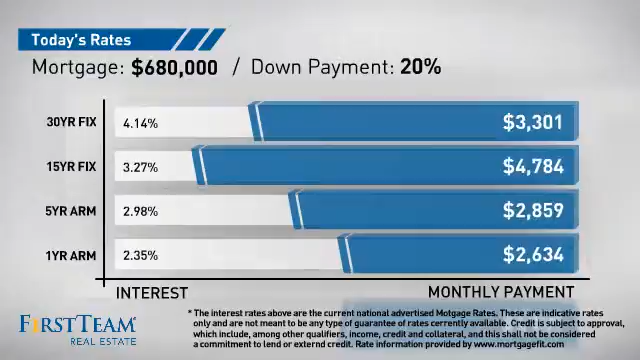 Today's Rates
Mortgage: $680,000 / Down Payment: 20%
30YR FIX 4.14% $3,301
15YR FIX 3.27% $4,784
5YR ARM 2.98% $2,859
1YR ARM 2.35% $2,634
INTEREST MONTHLY PAYMENT
FIRSTTEAM®
REAL ESTATE
* The interest rates above are the current national advertised Motgage Rates. These are indicative rates
only and are not meant to be any type of guarantee of rates cerrently available. Credit is subject to approval,
which include, among other qualifiers, income, credit and collateral, and this shall not be considered
a commitment to lend or externd credit. Rate information provided by www.mortgagefit.com